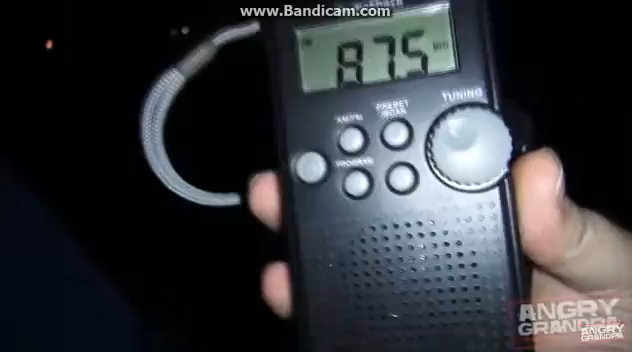 www.Bandicam.com
87.5
TUNING
PRESET
/SCAN
AM/FM
PROGRAM
ANGRY
GRANDPA
ANGRY
GRANDPA